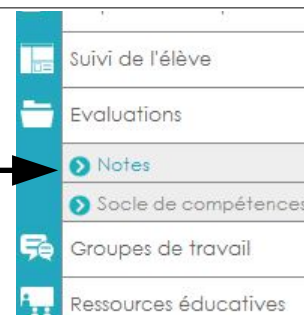 Suivi de l'élève
Evaluations
Notes
Socle de compétences
Groupes de travail
Ressources éducatives